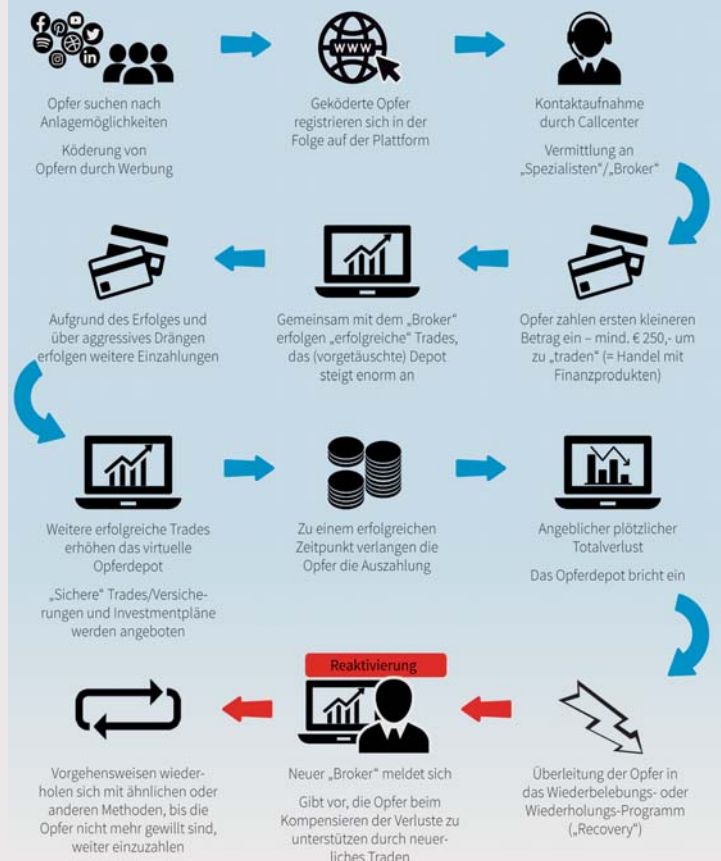 www
Opfer suchen nach
Anlagemöglichkeiten
Köderung von
Opfern durch Werbung
Geköderte Opfer
registrieren sich in der
Folge auf der Plattform
Kontaktaufnahme
durch Callcenter
Vermittlung an
„Spezialisten“/„Broker“
Opfer zahlen ersten kleineren
Betrag ein – mind. € 250,- um
zu „traden“ (= Handel mit
Finanzprodukten)
Gemeinsam mit dem „Broker“
erfolgen „erfolgreiche“ Trades,
das (vorgetäuschte) Depot
steigt enorm an
Aufgrund des Erfolges und
über aggressives Drängen
erfolgen weitere Einzahlungen
Weitere erfolgreiche Trades
erhöhen das virtuelle
Opferdepot
„Sichere“ Trades/Versiche-
rungen und Investmentpläne
werden angeboten
Zu einem erfolgreichen
Zeitpunkt verlangen die
Opfer die Auszahlung
Angeblicher plötzlicher
Totalverlust
Das Opferdepot bricht ein
Überleitung der Opfer in
das Wiederbelebungs- oder
Wiederholungs-Programm
(„Recovery“)
Reaktivierung
Neuer „Broker“ meldet sich
Gibt vor, die Opfer beim
Kompensieren der Verluste zu
unterstützen durch neuer-
liches Traden
Vorgehensweisen wieder-
holen sich mit ähnlichen oder
anderen Methoden, bis die
Opfer nicht mehr gewillt sind,
weiter einzuzahlen